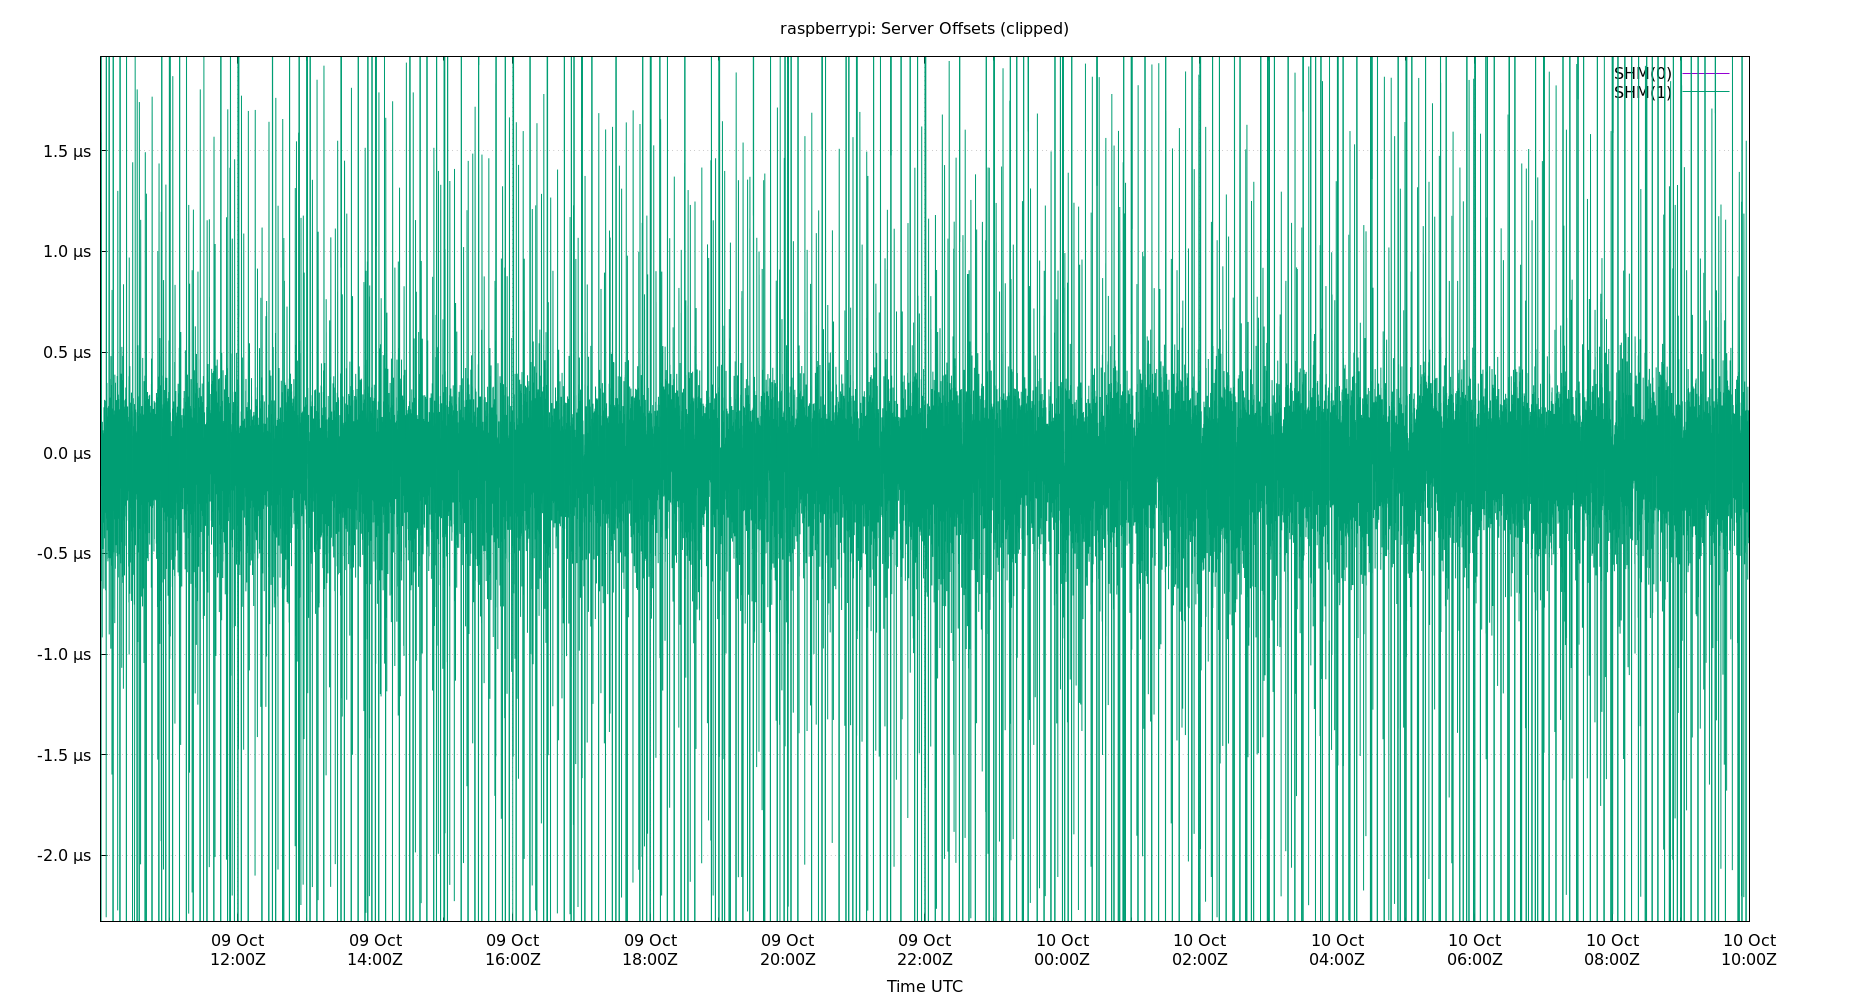 raspberrypi: Server Offsets (clipped)
SHM(0)
SHM(1)
1.5 µs
1.0 µs
0.5 µs
0.0 µs
-0.5 µs
-1.0 µs
-1.5 µs
-2.0 µs
09 Oct 09 Oct 09 Oct 09 Oct 09 Oct 09 Oct 10 Oct 10 Oct 10 Oct 10 Oct 10 Oct 10 Oct
12:00Z 14:00Z 16:00Z 18:00Z 20:00Z 22:00Z 00:00Z 02:00Z 04:00Z 06:00Z 08:00Z 10:00Z
Time UTC